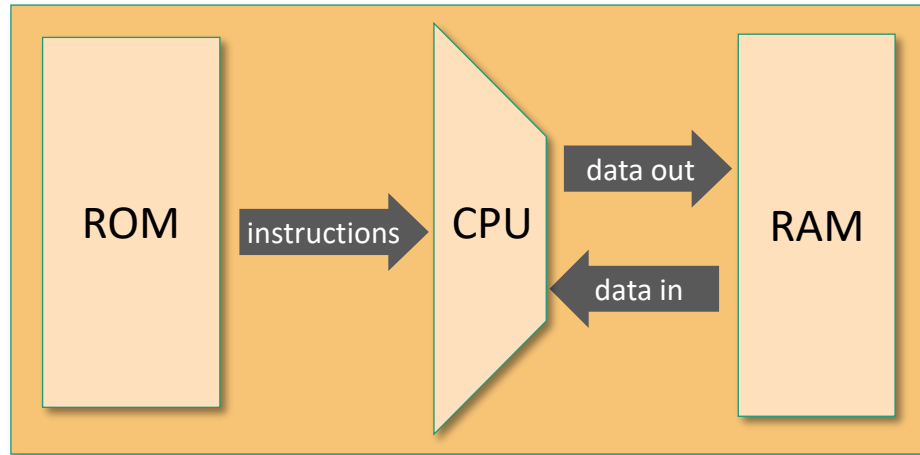 ROM
instructions
CPU
data out
data in
RAM